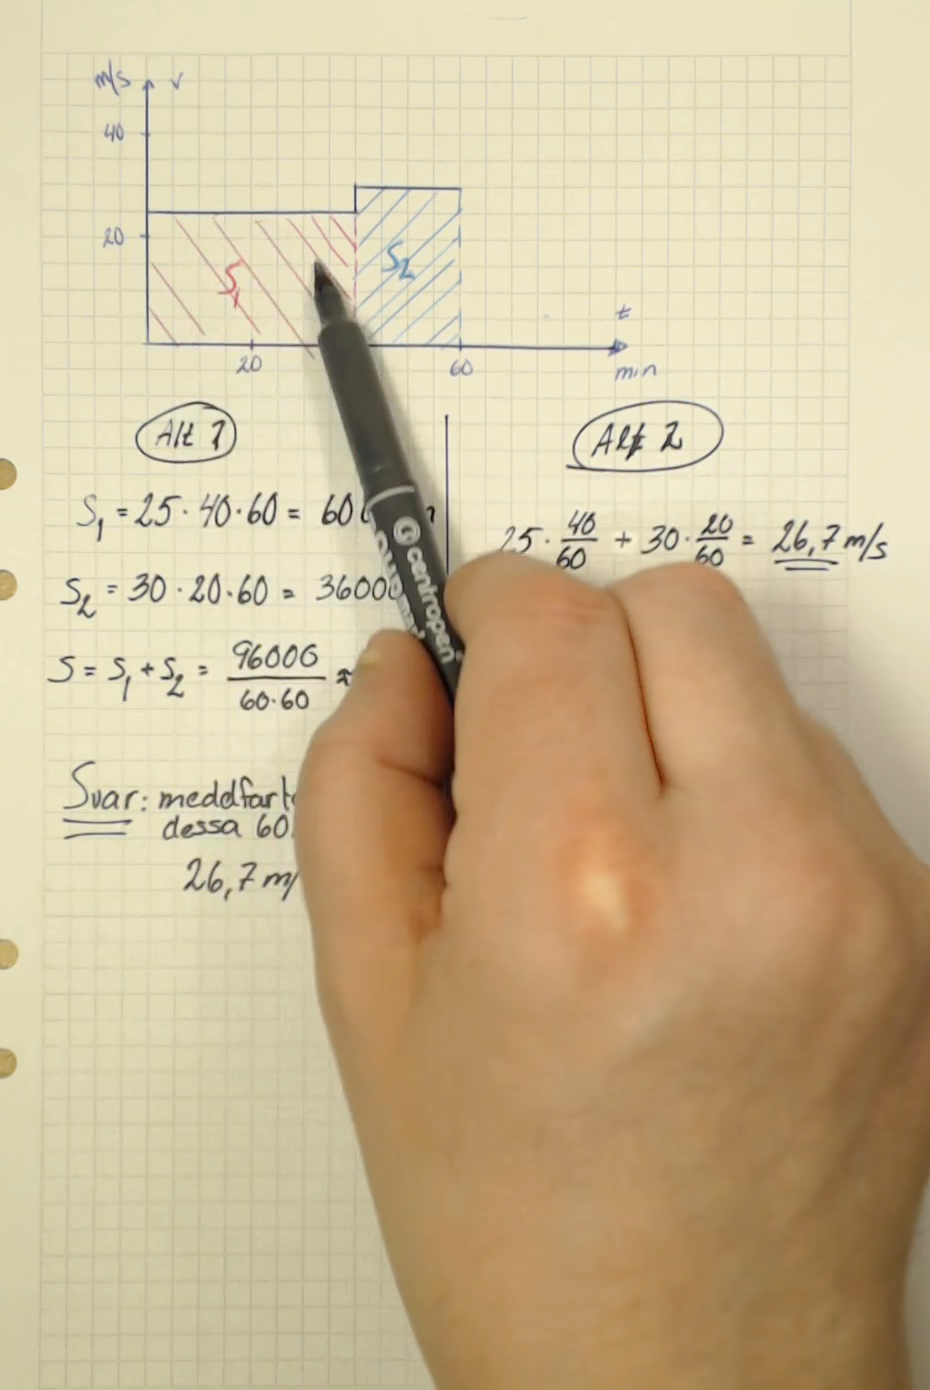 m/s v
40
20
S₁ S₂
t
20 60 min
Alt 1
S₁ = 25 · 40 · 60 = 60
S₂ = 30 · 20 · 60 = 36000
S = S₁ + S₂ = 96000 / 60·60 ≈
Svar: meddfart
dessa 60
26,7 m/
Alt 2
25 · 40/60 + 30 · 20/60 = 26,7 m/s
centropen